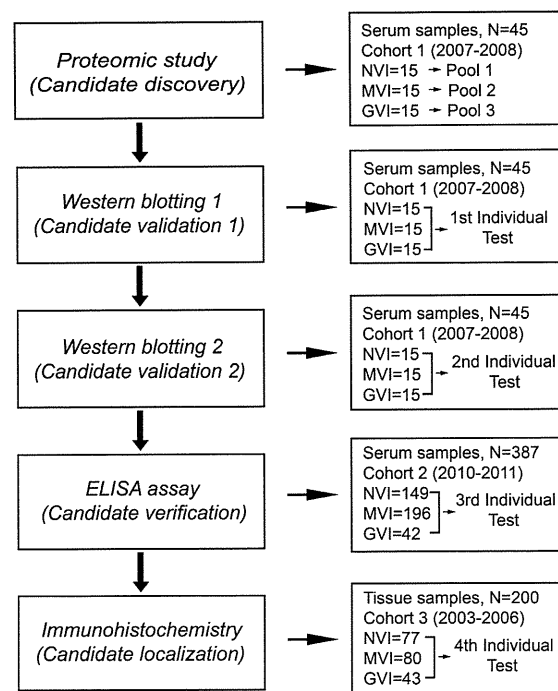 Proteomic study
(Candidate discovery)
Serum samples, N=45
Cohort 1 (2007-2008)
NVI=15 → Pool 1
MVI=15 → Pool 2
GVI=15 → Pool 3
Western blotting 1
(Candidate validation 1)
Serum samples, N=45
Cohort 1 (2007-2008)
NVI=15
MVI=15
GVI=15
1st Individual
Test
Western blotting 2
(Candidate validation 2)
Serum samples, N=45
Cohort 1 (2007-2008)
NVI=15
MVI=15
GVI=15
2nd Individual
Test
ELISA assay
(Candidate verification)
Serum samples, N=387
Cohort 2 (2010-2011)
NVI=149
MVI=196
GVI=42
3rd Individual
Test
Immunohistochemistry
(Candidate localization)
Tissue samples, N=200
Cohort 3 (2003-2006)
NVI=77
MVI=80
GVI=43
4th Individual
Test